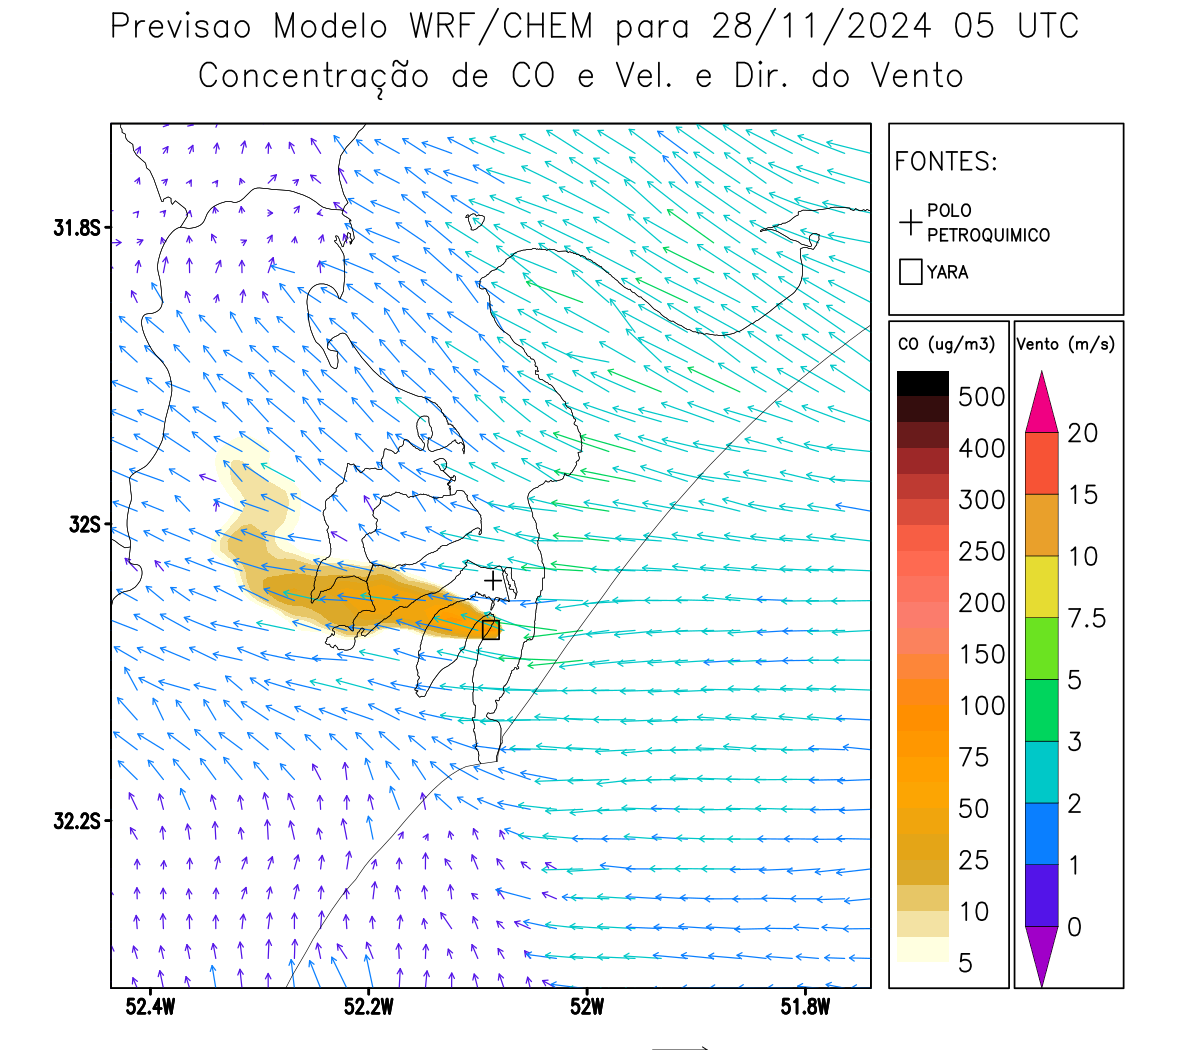 Previsao Modelo WRF/CHEM para 28/11/2024 05 UTC
Concentração de CO e Vel. e Dir. do Vento
FONTES:
POLO
PETROQUIMICO
YARA
31.8S
32S
32.2S
52.4W
52.2W
52W
51.8W
CO (ug/m3)
500
400
300
250
200
150
100
75
50
25
10
5
Vento (m/s)
20
15
10
7.5
5
3
2
1
0